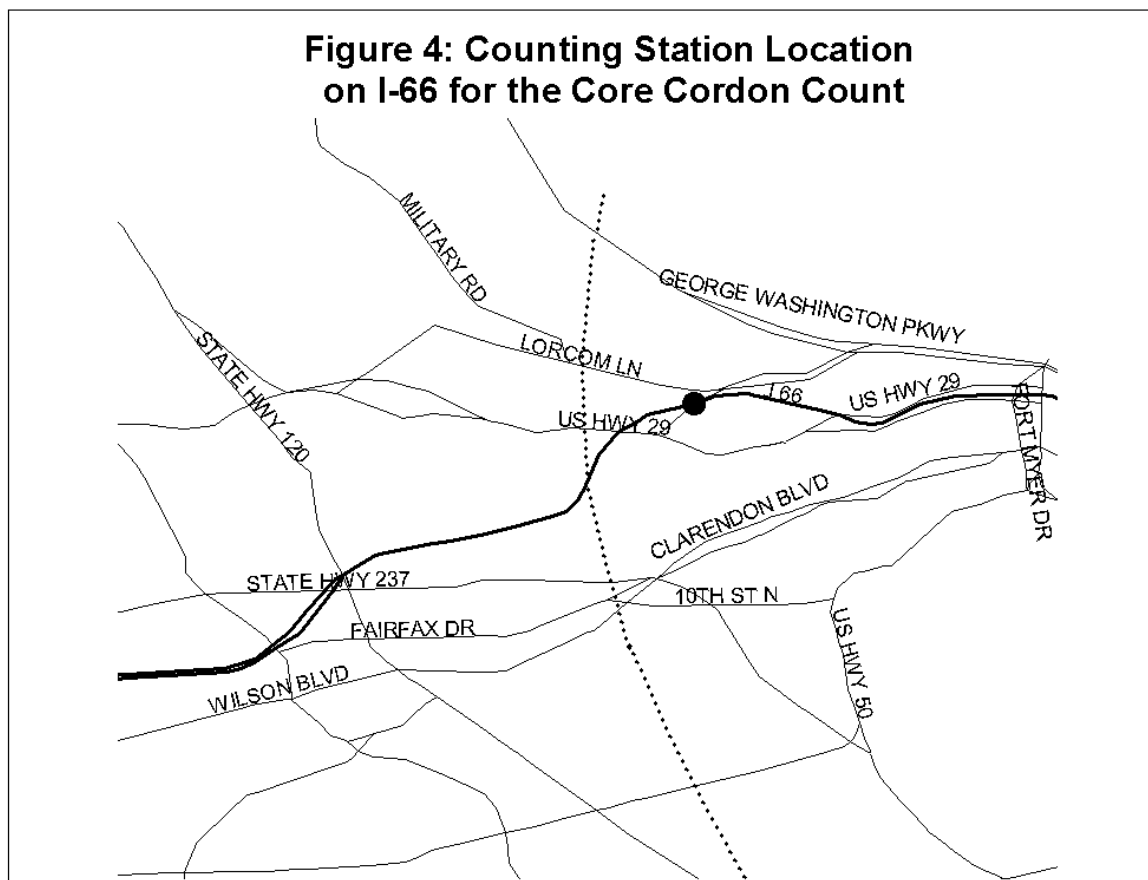 Figure 4: Counting Station Location
on I-66 for the Core Cordon Count
MILITARY RD
GEORGE WASHINGTON PKWY
STATE HWY 120
LORCOM LN
I 66
US HWY 29
US HWY 29
FORT MYER DR
CLARENDON BLVD
STATE HWY 237
10TH ST N
FAIRFAX DR
US HWY 50
WILSON BLVD